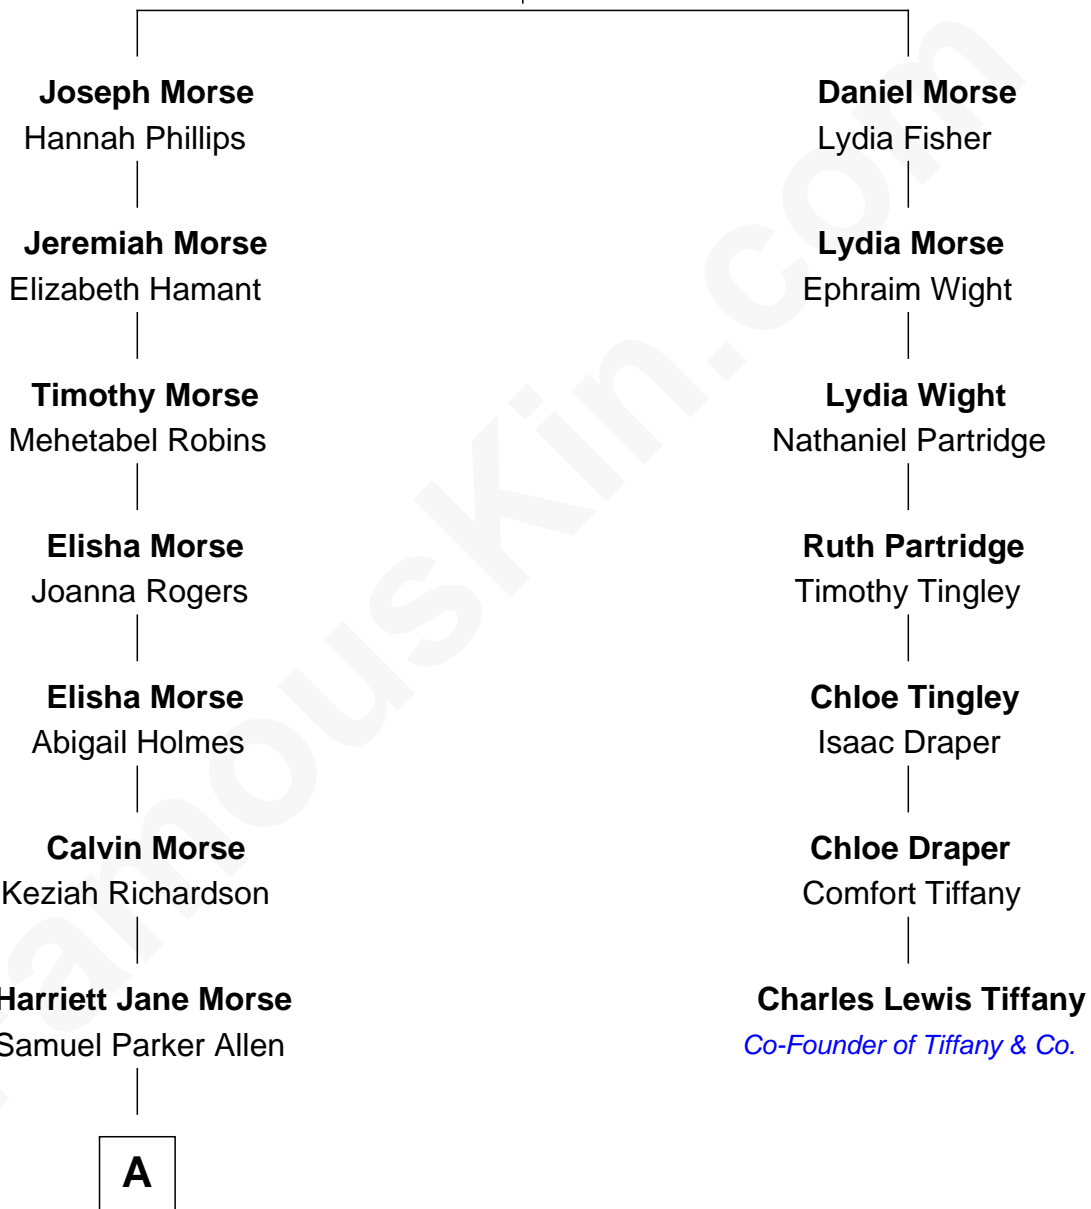 Joseph Morse
Hannah Phillips
Jeremiah Morse
Elizabeth Hamant
Timothy Morse
Mehetabel Robins
Elisha Morse
Joanna Rogers
Elisha Morse
Abigail Holmes
Calvin Morse
Keziah Richardson
Harriett Jane Morse
Samuel Parker Allen
A
Daniel Morse
Lydia Fisher
Lydia Morse
Ephraim Wight
Lydia Wight
Nathaniel Partridge
Ruth Partridge
Timothy Tingley
Chloe Tingley
Isaac Draper
Chloe Draper
Comfort Tiffany
Charles Lewis Tiffany
Co-Founder of Tiffany & Co.
FamousKin.com